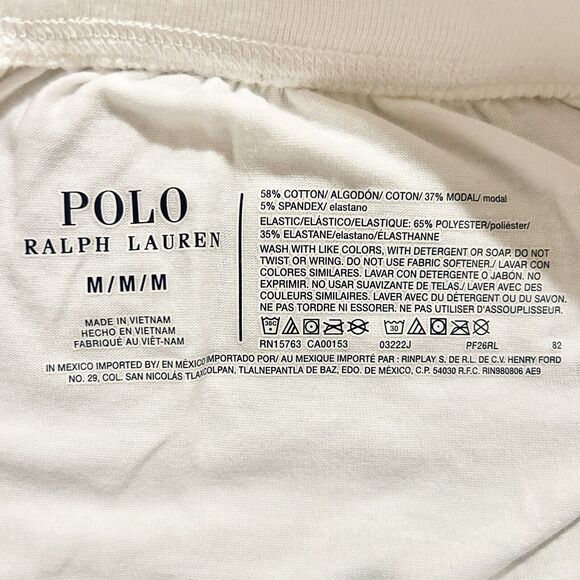 POLO
RALPH LAUREN
M/M/M
MADE IN VIETNAM
HECHO EN VIETNAM
FABRIQUÉ AU VIÊT-NAM
58% COTTON/ ALGODÓN/ COTON/ 37% MODAL/ modal
5% SPANDEX/ elastano
ELASTIC/ELÁSTICO/ELASTIQUE: 65% POLYESTER/poliéster/
35% ELASTANE/elastano/ÉLASTHANNE
WASH WITH LIKE COLORS, WITH DETERGENT OR SOAP. DO NOT
TWIST OR WRING. DO NOT USE FABRIC SOFTENER./ LAVAR CON
COLORES SIMILARES. LAVAR CON DETERGENTE O JABON. NO
EXPRIMIR. NO USAR SUAVIZANTE DE TELAS./ LAVER AVEC DES
COULEURS SIMILAIRES. LAVER AVEC DU DÉTERGENT OU DU SAVON.
NE PAS TORDRE NI ESSORER. NE PAS UTILISER D'ASSOUPLISSEUR.
30C 30
RN15763 CA00153 03222J PF26RL 82
IN MEXICO IMPORTED BY/ EN MÉXICO IMPORTADO POR/ AU MEXIQUE IMPORTÉ PAR : RINPLAY S. DE R.L. DE C.V. HENRY FORD
NO. 29, COL. SAN NICOLÁS TLAXCOLPAN, TLALNEPANTLA DE BAZ, EDO. DE MÉXICO, C.P. 54030 R.F.C. RIN980806 AE9